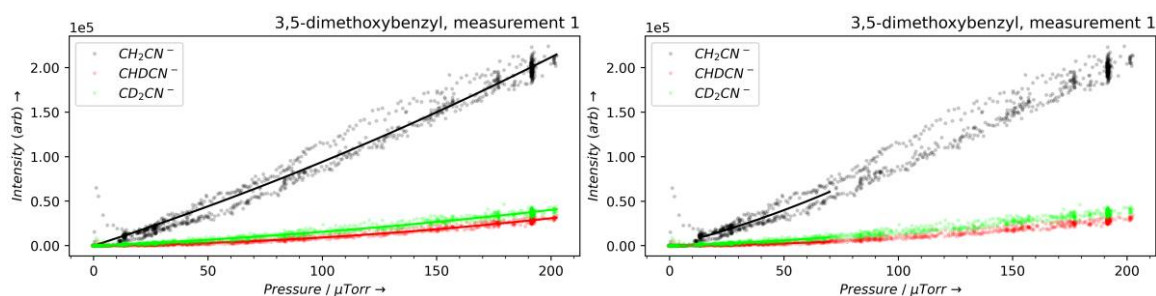 3,5-dimethoxybenzyl, measurement 1
1e5
CH₂CN⁻
CHDCN⁻
CD₂CN⁻
2.00
1.50
1.00
0.50
0.00
Intensity (arb) →
0 50 100 150 200
Pressure / μTorr →
3,5-dimethoxybenzyl, measurement 1
1e5
CH₂CN⁻
CHDCN⁻
CD₂CN⁻
2.00
1.50
1.00
0.50
0.00
Intensity (arb) →
0 50 100 150 200
Pressure / μTorr →